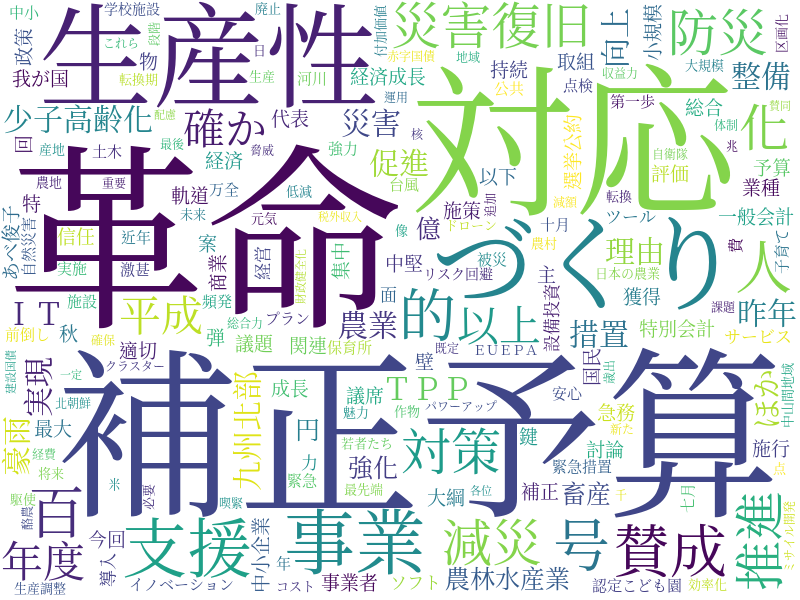 中小
学校施設
廃止
これら
段階
付加価値
赤字国債
災害復旧
向上
小規模
防災
区画化
政策
生産性
物
転換期
日
生産
河川
経済成長
持続
取組
地域
収益力
大規模
賛同
我が国
運用
公共
点検
第一歩
整備
少子高齢化
配慮
確か
代表
災害
対応
総合
体制
化
回
産地
土木
最後
経済
脅威
核
強力
促進
選挙公約
自衛隊
兆
予算
農地
重要
軌道
万全
低減
台風
以下
減額
評価
業種
あべ俊子
特
革命
未来
元気
税外収入
施策
追加
転換
ツール
一般会計
自然災害
信任
近年
案
像
億
ドローン
十月
農村
費
子育て
実施
激甚
商業
経営
財政健全化
集中
中堅
被災
リスク回避
づくり
理由
日本の農業
人
ＩＴ
施設
頻発
面
主
獲得
平成
総合力
プラン
農業
的
以上
設備投資
昨年
課題
前倒し
確保
秋
弾
議題
関連
保育所
壁
既定
ＥＵＥＰＡ
措置
特別会計
サービス
建設国債
一定
適切
クラスター
成長
議席
ＴＰＰ
国民
安心
歳出
ほか
中山間地域
実現
北朝鮮
補正予算
魅力
作物
パワーアップ
急務
新た
豪雨
最大
九州北部
円
若者たち
対策
鍵
討論
施行
経費
将来
力
緊急
強化
緊急措置
点
駆使
米
百
必要
喫緊
最先端
各位
大綱
補正
畜産
千
七月
ミサイル開発
酪農
年度
今回
支援
中小企業
事業
減災
号
賛成
推進
導入
年
生産調整
イノベーション
コスト
事業者
ソフト
農林水産業
認定こども園
効率化